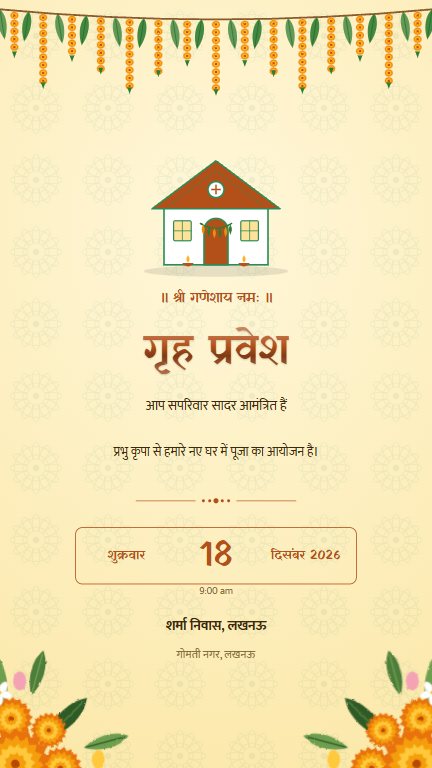 ॥ श्री गणेशाय नमः ॥
गृह प्रवेश
आप सपरिवार सादर आमंत्रित हैं
प्रभु कृपा से हमारे नए घर में पूजा का आयोजन है।
शुक्रवार 18 दिसंबर 2026
9:00 am
शर्मा निवास, लखनऊ
गोमती नगर, लखनऊ